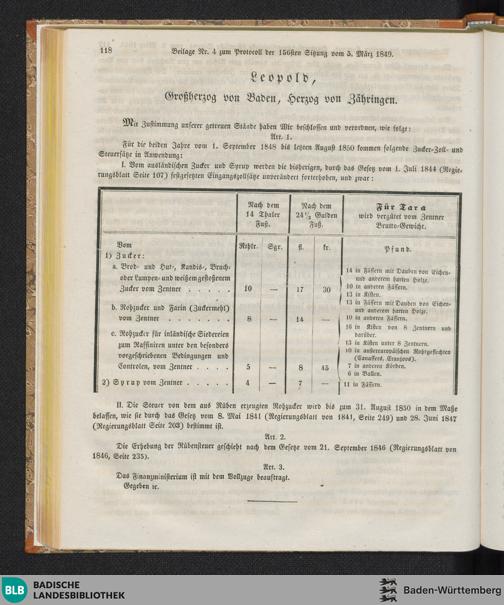 118
Beilage Nr. 4 zum Protocoll der 156sten Sitzung vom 5. März 1849.
Leopold,
Großherzog von Baden, Herzog von Zähringen.
Mit Zustimmung unserer getreuen Stände haben Wir beschlossen und verordnen, wie folgt:
Art. 1.
Für die beiden Jahre vom 1. September 1848 bis letzten August 1850 kommen folgende Zucker-Zoll- und
Steuersätze in Anwendung:
I. Vom ausländischen Zucker und Syrup werden die bisherigen, durch das Gesetz vom 1. Juli 1844 (Regie-
rungsblatt Seite 107) festgesetzten Eingangszollsätze unverändert forterhoben, und zwar:
Nach dem
14 Thaler
Fuß.
Nach dem
24 1/2 Gulden
Fuß.
Für Tara
wird vergütet vom Zentner
Brutto-Gewicht.
Vom Rthlr. Sgr. fl. kr. Pfund.
1) Zucker:
a. Brod- und Hut-, Kandis-, Bruch-
oder Lumpen- und weißem gestoßenem
Zucker vom Zentner . . . . . 10 — 17 30
14 in Fässern mit Dauben von Eichen-
und anderem harten Holze.
10 in anderen Fässern.
13 in Kisten.
b. Rohzucker und Farin (Zuckermehl)
vom Zentner . . . . . . . 8 — 14 —
13 in Fässern mit Dauben von Eichen-
und anderem harten Holze.
10 in anderen Fässern.
16 in Kisten von 8 Zentnern und
darüber.
13 in Kisten unter 8 Zentnern.
10 in außereuropäischen Rohrgeflechten
(Canassers, Cranjans).
7 in anderen Körben.
6 in Ballen.
c. Rohzucker für inländische Siedereien
zum Raffiniren unter den besonders
vorgeschriebenen Bedingungen und
Controlen, vom Zentner . . . . 5 — 8 45
2) Syrup vom Zentner . . . . . 4 — 7 — 11 in Fässern.
II. Die Steuer von dem aus Rüben erzeugten Rohzucker wird bis zum 31. August 1850 in dem Maße
belassen, wie sie durch das Gesetz vom 8. Mai 1841 (Regierungsblatt von 1841, Seite 249) und 28. Juni 1847
(Regierungsblatt Seite 203) bestimmt ist.
Art. 2.
Die Erhebung der Rübensteuer geschieht nach dem Gesetze vom 21. September 1846 (Regierungsblatt von
1846, Seite 235).
Art. 3.
Das Finanzministerium ist mit dem Vollzuge beauftragt.
Gegeben ꝛc.
BLB
BADISCHE
LANDESBIBLIOTHEK
Baden-Württemberg